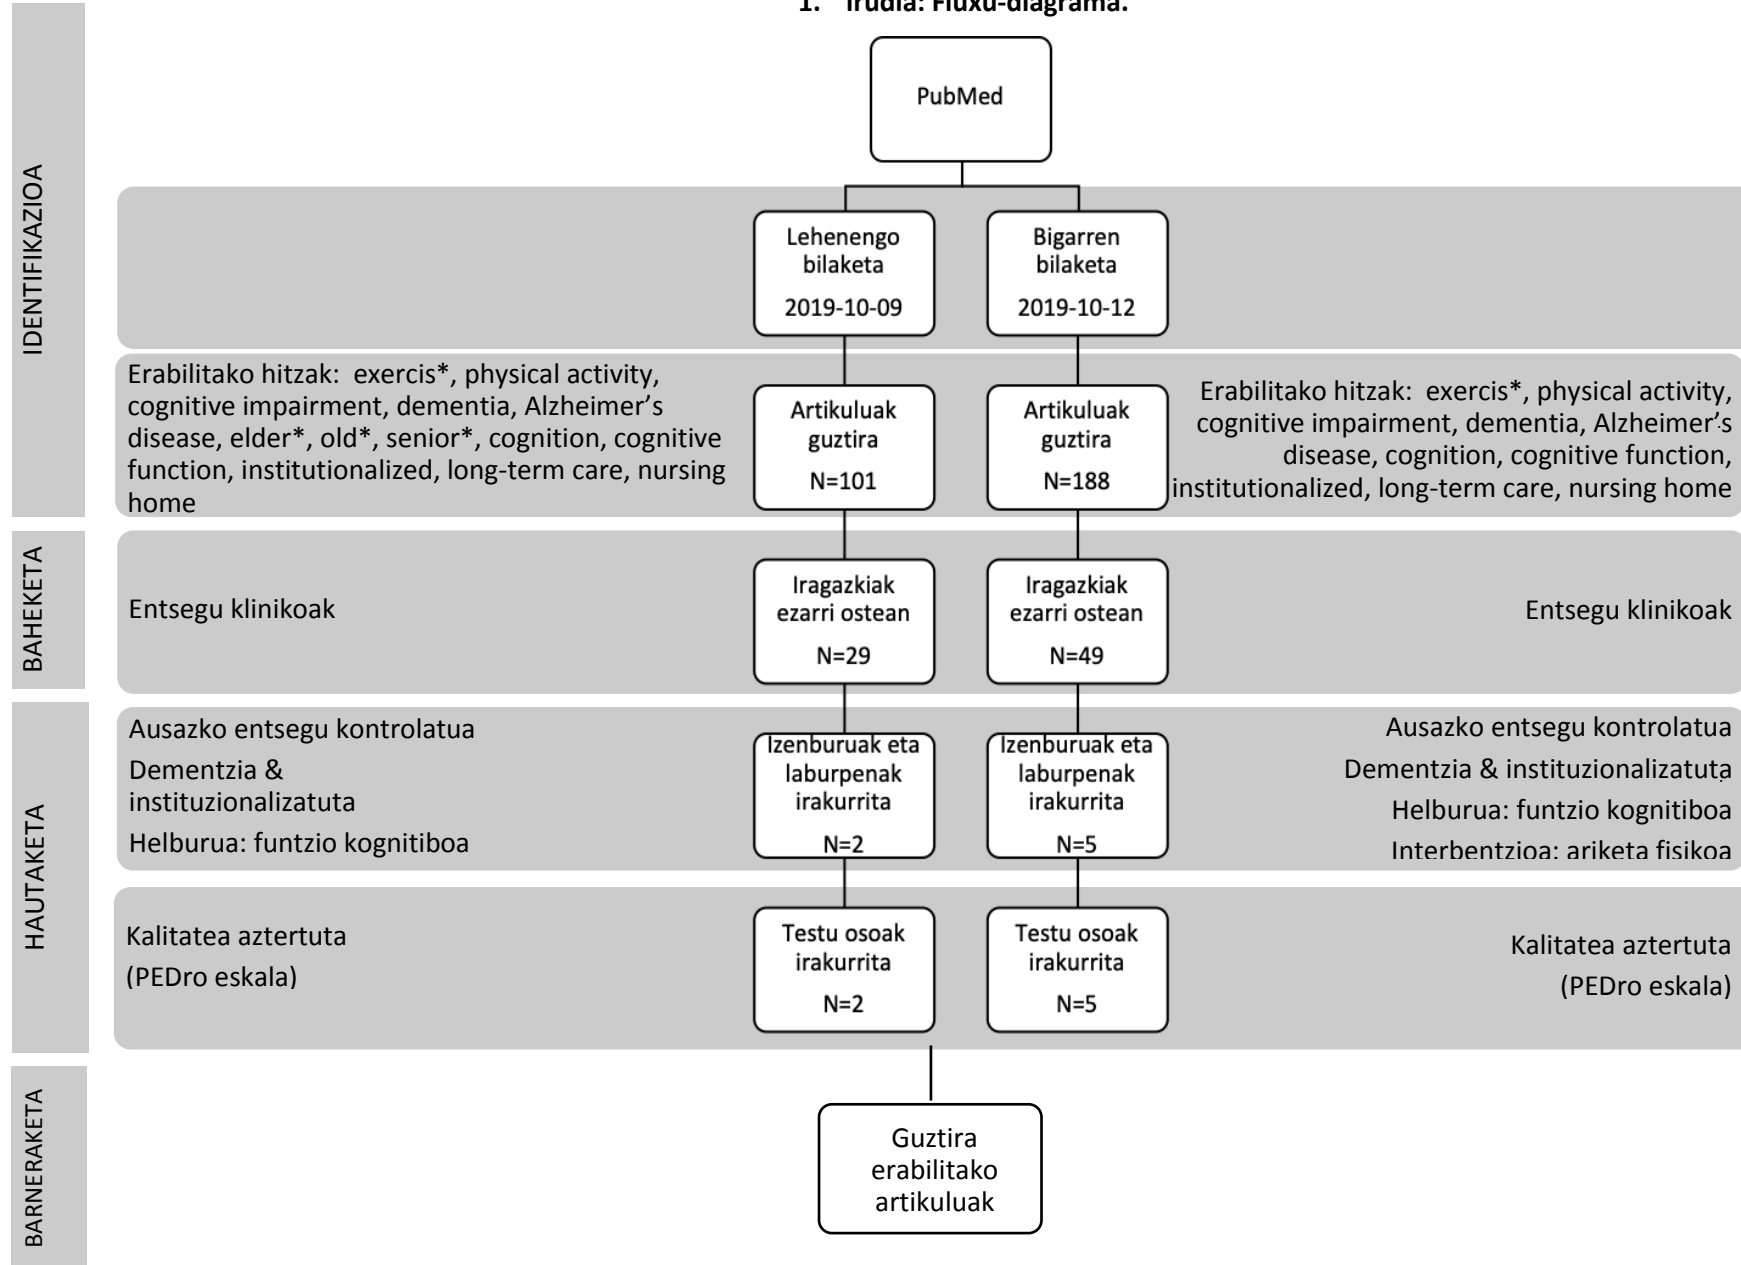 1. Irudia: Fluxu-diagrama.
PubMed
IDENTIFIKAZIOA
Lehenengo
bilaketa
2019-10-09
Bigarren
bilaketa
2019-10-12
Erabilitako hitzak: exercis*, physical activity,
cognitive impairment, dementia, Alzheimer's
disease, elder*, old*, senior*, cognition, cognitive
function, institutionalized, long-term care, nursing
home
Artikuluak
guztira
N=101
Artikuluak
guztira
N=188
Erabilitako hitzak: exercis*, physical activity,
cognitive impairment, dementia, Alzheimer's
disease, cognition, cognitive function,
institutionalized, long-term care, nursing home
BAHEKETA
Entsegu klinikoak
Iragazkiak
ezarri ostean
N=29
Iragazkiak
ezarri ostean
N=49
Entsegu klinikoak
HAUTAKETA
Ausazko entsegu kontrolatua
Dementzia &
instituzionalizatuta
Helburua: funtzio kognitiboa
Izenburuak eta
laburpenak
irakurrita
N=2
Izenburuak eta
laburpenak
irakurrita
N=5
Ausazko entsegu kontrolatua
Dementzia & instituzionalizatuta
Helburua: funtzio kognitiboa
Interbentzioa: ariketa fisikoa
Kalitatea aztertuta
(PEDro eskala)
Testu osoak
irakurrita
N=2
Testu osoak
irakurrita
N=5
Kalitatea aztertuta
(PEDro eskala)
BARNERAKETA
Guztira
erabilitako
artikuluak